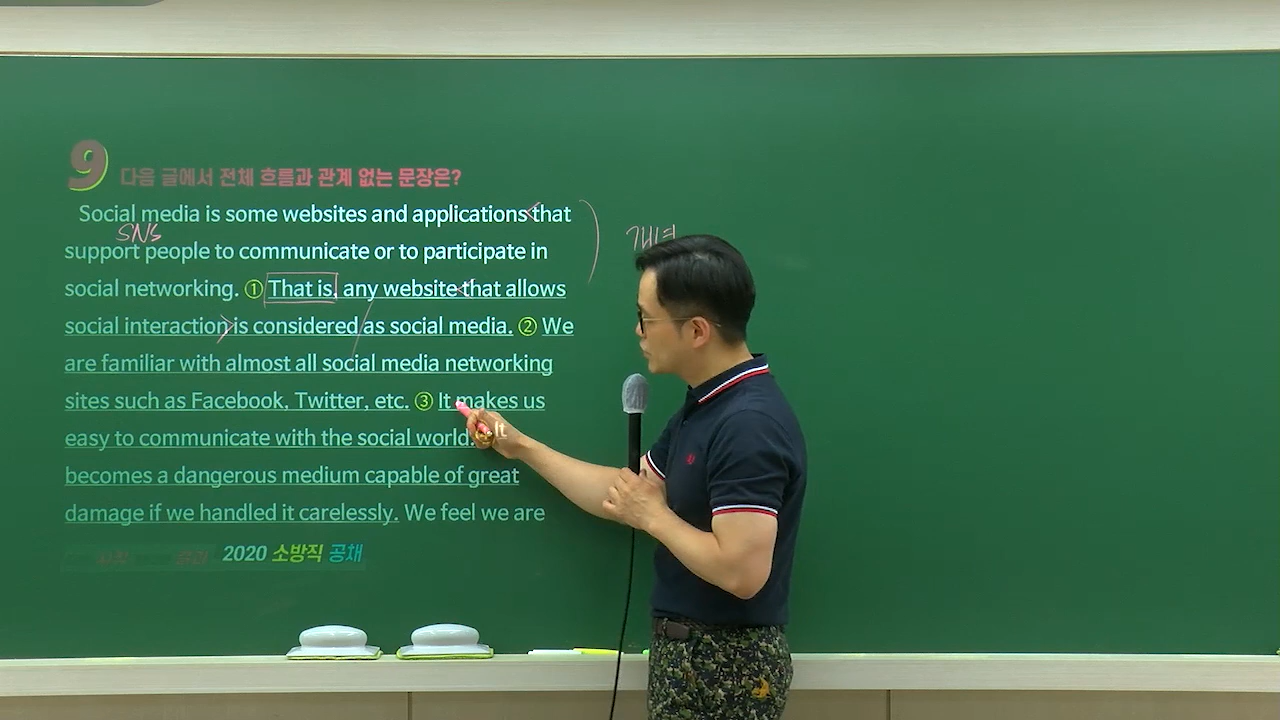 9 다음 글에서 전체 흐름과 관계 없는 문장은?
Social media is some websites and applications that
SNS
support people to communicate or to participate in
개념
social networking. ① That is, any website that allows
social interaction is considered as social media. ② We
are familiar with almost all social media networking
sites such as Facebook, Twitter, etc. ③ It makes us
easy to communicate with the social world. It
becomes a dangerous medium capable of great
damage if we handled it carelessly. We feel we are
2020 소방직 공채